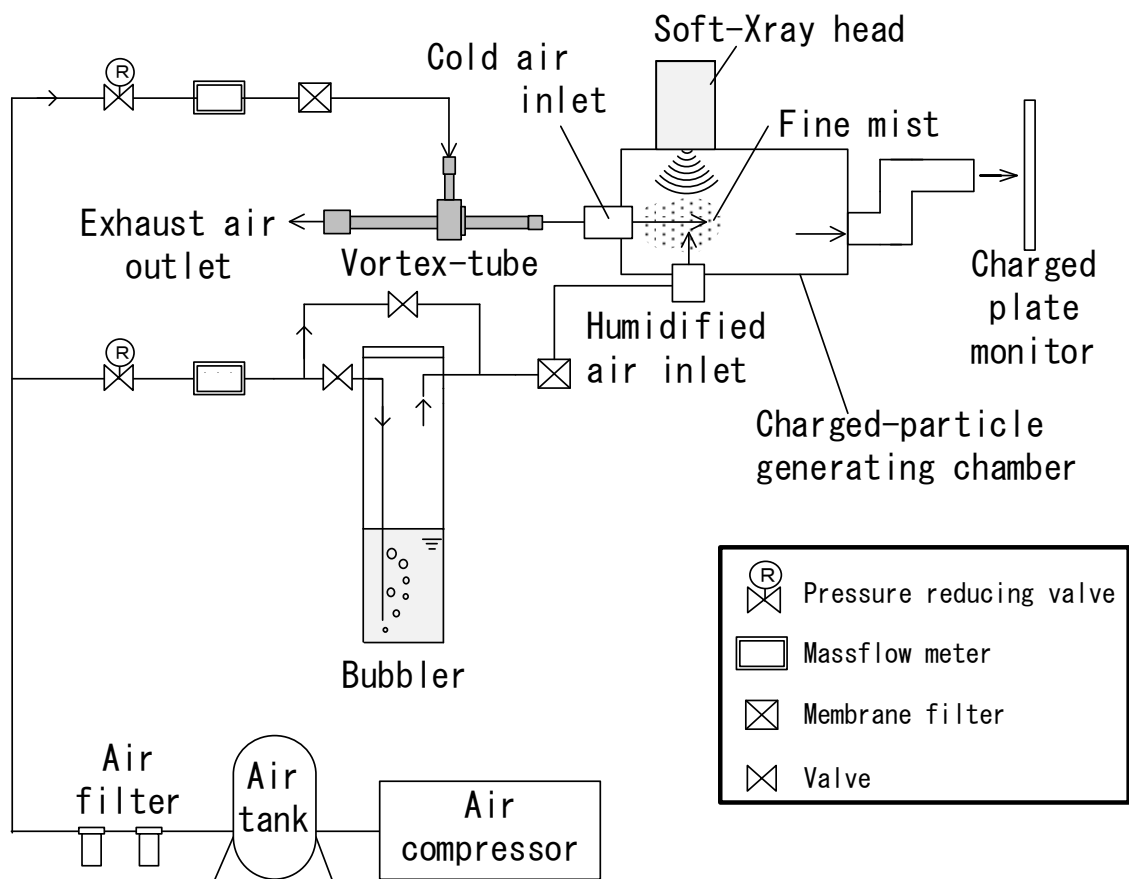 Soft-Xray head
Cold air
inlet
R
Fine mist
Exhaust air
outlet
Vortex-tube
Charged
plate
monitor
Humidified
air inlet
R
Charged-particle
generating chamber
Bubbler
R
Pressure reducing valve
Massflow meter
Membrane filter
Valve
Air
filter
Air
tank
Air
compressor